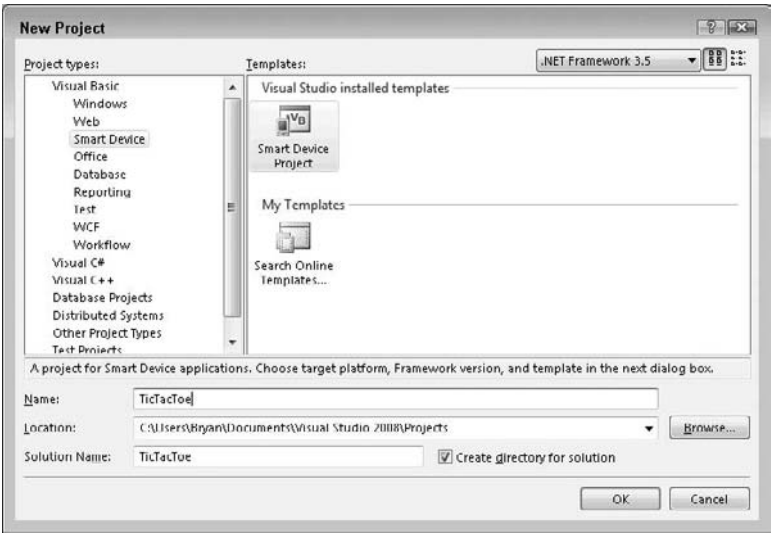 New Project
Project types:
Templates:
.NET Framework 3.5
Visual Basic
Windows
Web
Smart Device
Office
Database
Reporting
Test
WCF
Workflow
Visual C#
Visual C++
Database Projects
Distributed Systems
Other Project Types
Test Projects
Visual Studio installed templates
VB
Smart Device
Project
My Templates
Search Online
Templates...
A project for Smart Device applications. Choose target platform, Framework version, and template in the next dialog box.
Name:
TicTacToe
Location:
C:\Users\Bryan\Documents\Visual Studio 2008\Projects
Browse...
Solution Name:
TicTacToe
Create directory for solution
OK
Cancel